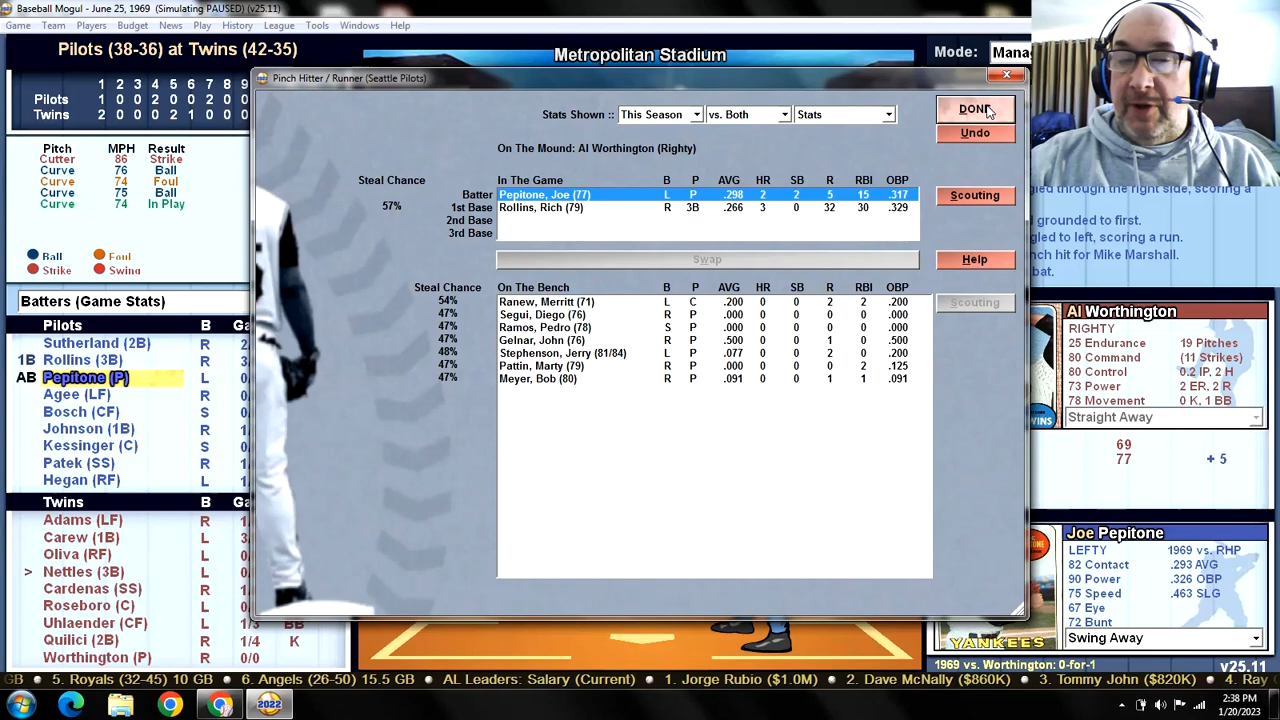 Baseball Mogul - June 25, 1969 (Simulating PAUSED) (v25.11)
Game Team Players Budget News Play History League Tools Windows Help
Pilots (38-36) at Twins (42-35)
Metropolitan Stadium
Mode:
1 2 3 4 5 6 7 8 9
Pilots 1 0 0 2 0 2 0
Twins 2 0 0 0 2 1 0 0
Pitch MPH Result
Cutter 86 Strike
Curve 76 Ball
Curve 74 Foul
Curve 75 Ball
Curve 74 In Play
Ball Foul
Strike Swing
Batters (Game Stats)
Pilots B
Sutherland (2B) R
1B Rollins (3B) R
AB Pepitone (P) L
Agee (LF) R
Bosch (CF) S
Johnson (1B) R
Kessinger (C) S
Patek (SS) R
Hegan (RF) L
Twins B
Adams (LF) R
Carew (1B) L
Oliva (RF) L
> Nettles (3B) L
Cardenas (SS) R
Roseboro (C) L
Uhlaender (CF) L 1/3 BB
Quilici (2B) R 1/4 K
Worthington (P) R 0/0
Pinch Hitter / Runner (Seattle Pilots)
Stats Shown :: This Season vs. Both Stats
DONE
Undo
On The Mound: Al Worthington (Righty)
Steal Chance In The Game B P AVG HR SB R RBI OBP
Batter Pepitone, Joe (77) L P .298 2 2 5 15 .317
57% 1st Base Rollins, Rich (79) R 3B .266 3 0 32 30 .329
2nd Base
3rd Base
Scouting
Swap
Help
Steal Chance On The Bench B P AVG HR SB R RBI OBP
54% Ranew, Merritt (71) L C .200 0 0 2 2 .200
47% Segui, Diego (76) R P .000 0 0 0 0 .000
47% Ramos, Pedro (78) S P .000 0 0 0 0 .000
47% Gelnar, John (76) R P .500 0 0 1 0 .500
48% Stephenson, Jerry (81/84) L P .077 0 0 2 0 .200
47% Pattin, Marty (79) R P .000 0 0 0 2 .125
47% Meyer, Bob (80) R P .091 0 0 1 1 .091
Scouting
through the right side, scoring a
grounded to first.
to left, scoring a run.
hit for Mike Marshall.
Al Worthington
RIGHTY
25 Endurance 19 Pitches
80 Command (11 Strikes)
80 Control 0.2 IP, 2 H
73 Power 2 ER, 2 R
78 Movement 0 K, 1 BB
Straight Away
TWINS
69
77 + 5
Joe Pepitone
LEFTY 1969 vs. RHP
82 Contact .293 AVG
90 Power .326 OBP
75 Speed .463 SLG
67 Eye
72 Bunt
Swing Away
YANKEES
1969 vs. Worthington: 0-for-1 v25.11
GB • 5. Royals (32-45) 10 GB • 6. Angels (26-50) 15.5 GB • AL Leaders: Salary (Current) • 1. Jorge Rubio ($1.0M) • 2. Dave McNally ($860K) • 3. Tommy John ($820K) • 4. Ray
2022
2:38 PM
1/20/2023